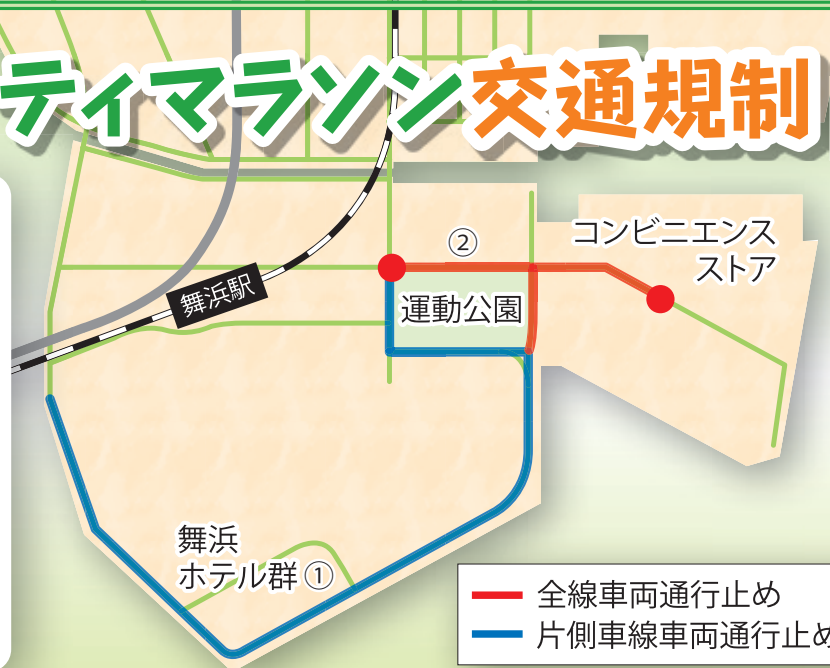 ティマラソン交通規制
②
コンビニエンス
ストア
舞浜駅
運動公園
舞浜
ホテル群①
全線車両通行止め
片側車線車両通行止め